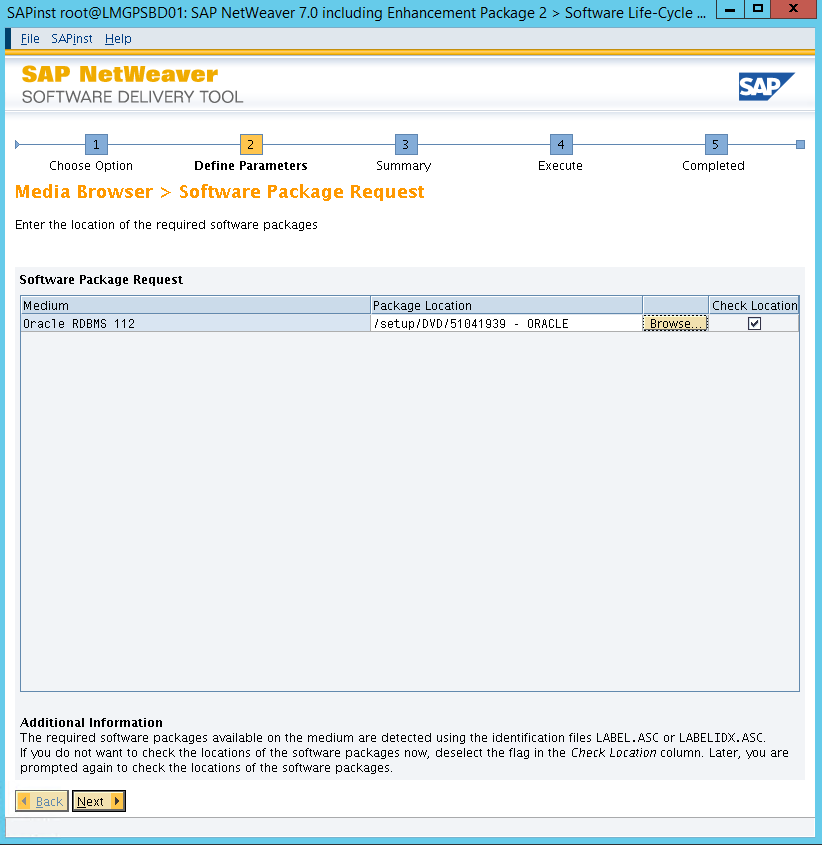 SAPinst root@LMGPSBD01: SAP NetWeaver 7.0 including Enhancement Package 2 > Software Life-Cycle ...
File SAPinst Help
SAP NetWeaver
SOFTWARE DELIVERY TOOL
SAP
1 2 3 4 5
Choose Option Define Parameters Summary Execute Completed
Media Browser > Software Package Request
Enter the location of the required software packages
Software Package Request
Medium Package Location Check Location
Oracle RDBMS 112 /setup/DVD/51041939 - ORACLE Browse...
Additional Information
The required software packages available on the medium are detected using the identification files LABEL.ASC or LABELIDX.ASC.
If you do not want to check the locations of the software packages now, deselect the flag in the Check Location column. Later, you are
prompted again to check the locations of the software packages.
Back Next